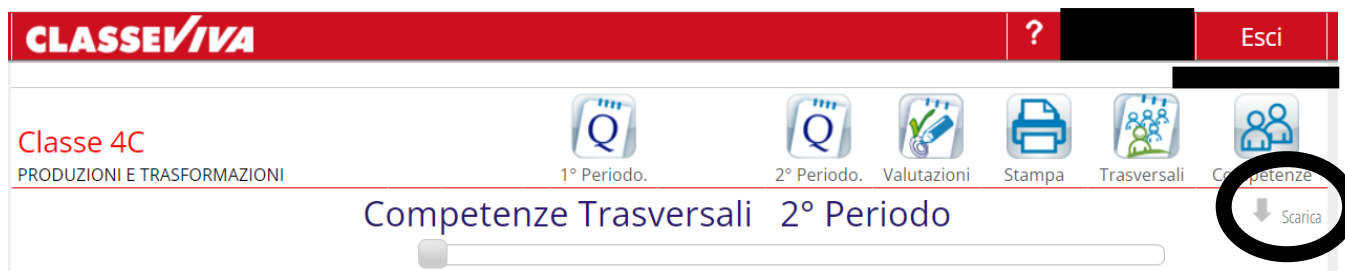 CLASSEVIVA
? Esci
Classe 4C
PRODUZIONI E TRASFORMAZIONI
Q Q
1° Periodo. 2° Periodo. Valutazioni Stampa Trasversali Competenze
Competenze Trasversali 2° Periodo
Scarica